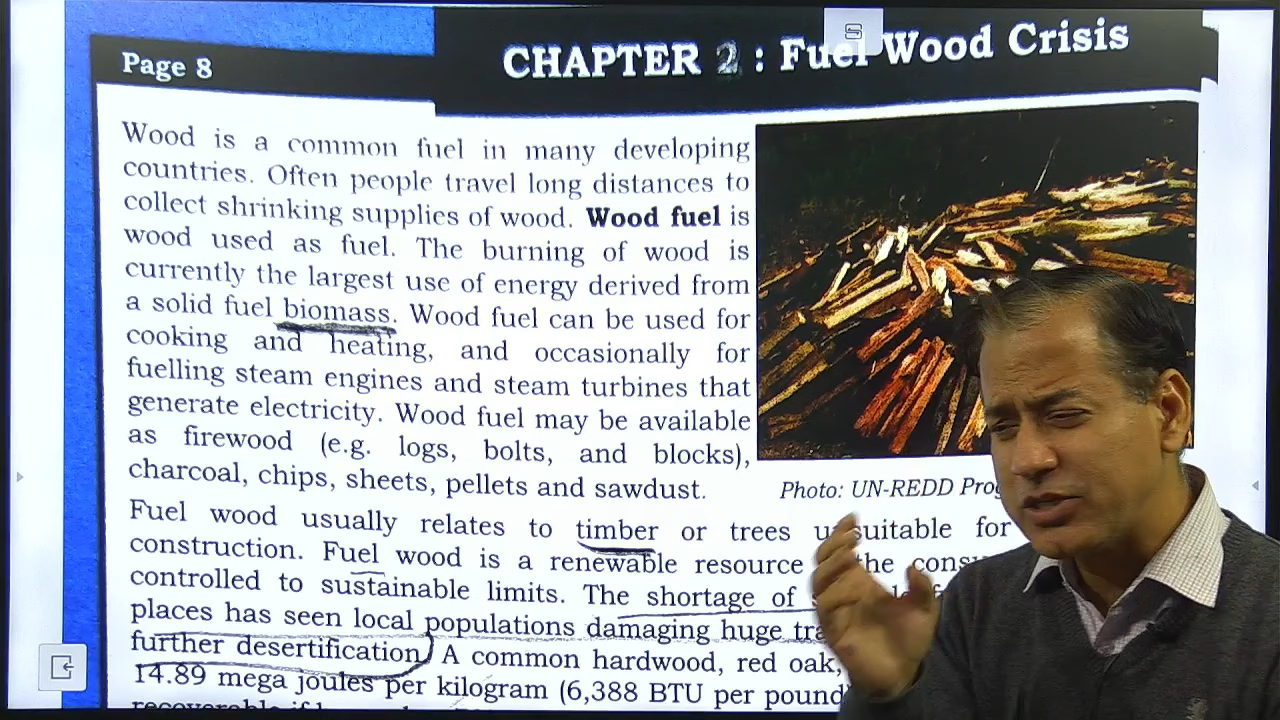 Page 8
CHAPTER 2 : Fuel Wood Crisis
Wood is a common fuel in many developing
countries. Often people travel long distances to
collect shrinking supplies of wood. Wood fuel is
wood used as fuel. The burning of wood is
currently the largest use of energy derived from
a solid fuel biomass. Wood fuel can be used for
cooking and heating, and occasionally for
fuelling steam engines and steam turbines that
generate electricity. Wood fuel may be available
as firewood (e.g. logs, bolts, and blocks),
charcoal, chips, sheets, pellets and sawdust.
Photo: UN-REDD
Fuel wood usually relates to timber or trees unsuitable for
construction. Fuel wood is a renewable resource the
controlled to sustainable limits. The shortage of
places has seen local populations damaging huge
further desertification. A common hardwood, red oak,
14.89 mega joules per kilogram (6,388 BTU per pound)